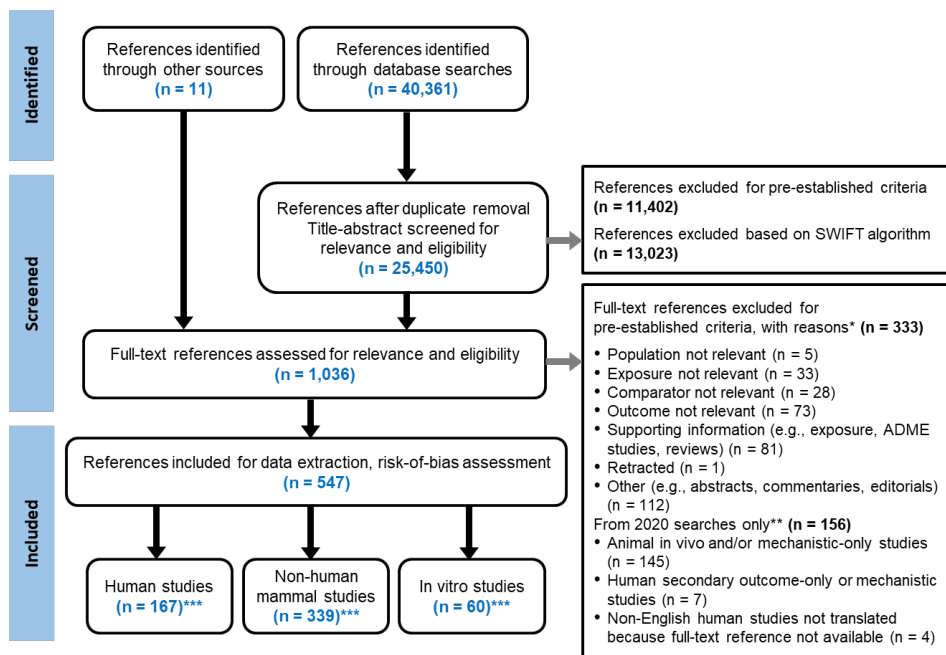 Identified
References identified
through other sources
(n = 11)
References identified
through database searches
(n = 40,361)
Screened
References after duplicate removal
Title-abstract screened for
relevance and eligibility
(n = 25,450)
References excluded for pre-established criteria
(n = 11,402)
References excluded based on SWIFT algorithm
(n = 13,023)
Full-text references assessed for relevance and eligibility
(n = 1,036)
Full-text references excluded for
pre-established criteria, with reasons* (n = 333)
• Population not relevant (n = 5)
• Exposure not relevant (n = 33)
• Comparator not relevant (n = 28)
• Outcome not relevant (n = 73)
• Supporting information (e.g., exposure, ADME
studies, reviews) (n = 81)
• Retracted (n = 1)
• Other (e.g., abstracts, commentaries, editorials)
(n = 112)
From 2020 searches only** (n = 156)
• Animal in vivo and/or mechanistic-only studies
(n = 145)
• Human secondary outcome-only or mechanistic
studies (n = 7)
• Non-English human studies not translated
because full-text reference not available (n = 4)
Included
References included for data extraction, risk-of-bias assessment
(n = 547)
Human studies
(n = 167)***
Non-human
mammal studies
(n = 339)***
In vitro studies
(n = 60)***